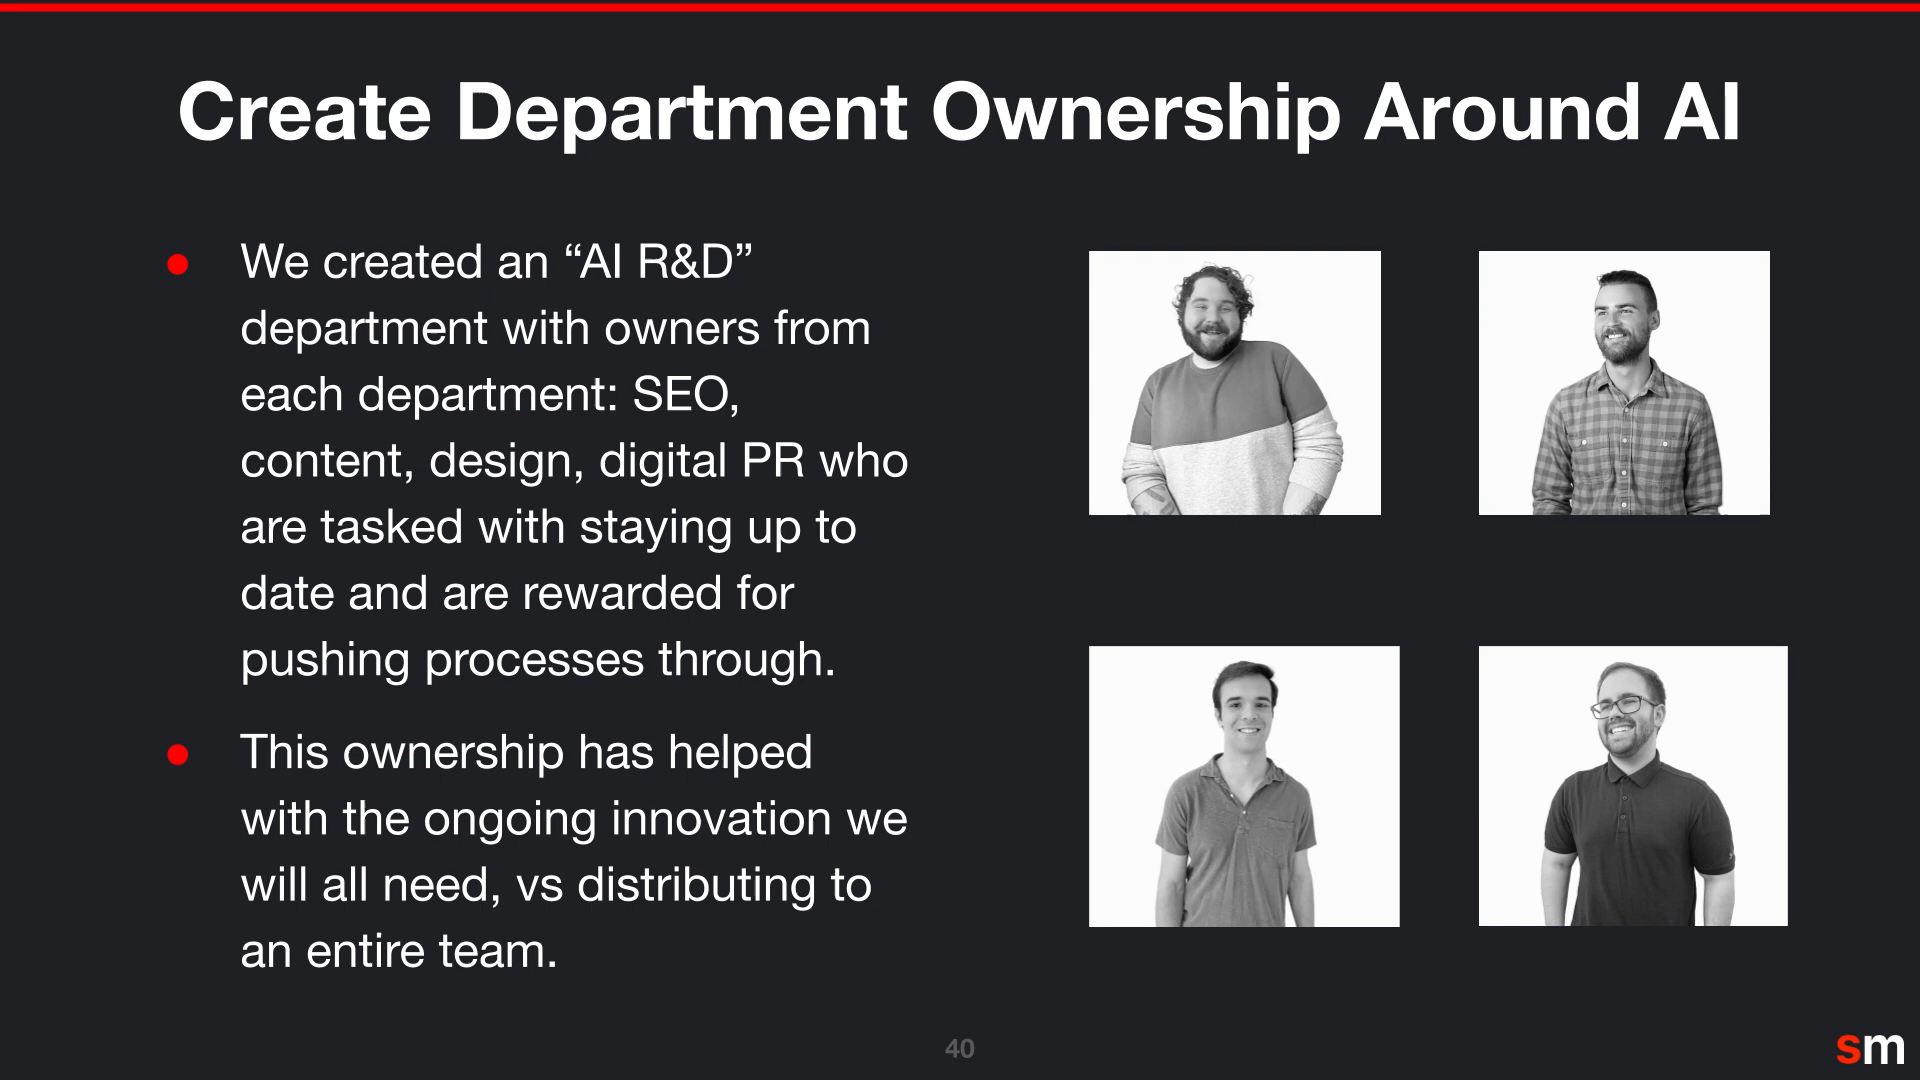 Create Department Ownership Around AI
● We created an “AI R&D”
department with owners from
each department: SEO,
content, design, digital PR who
are tasked with staying up to
date and are rewarded for
pushing processes through.
● This ownership has helped
with the ongoing innovation we
will all need, vs distributing to
an entire team.
40
sm